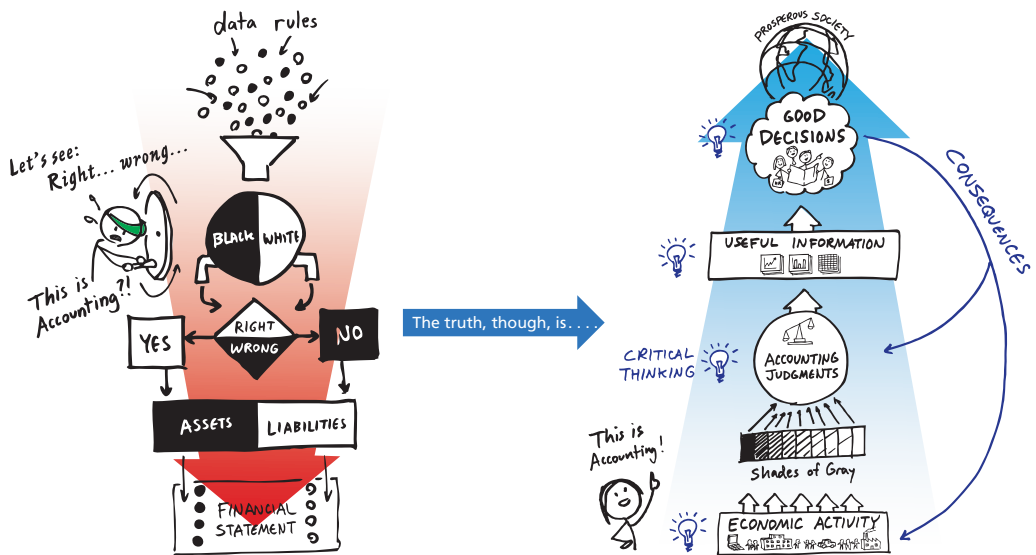 data rules
Let's see:
Right... wrong...
BLACK WHITE
This is
Accounting?!
YES
RIGHT
WRONG
NO
ASSETS LIABILITIES
FINANCIAL
STATEMENT
The truth, though, is....
PROSPEROUS SOCIETY
GOOD
DECISIONS
CONSEQUENCES
USEFUL INFORMATION
CRITICAL
THINKING
ACCOUNTING
JUDGMENTS
This is
Accounting!
Shades of Gray
ECONOMIC ACTIVITY